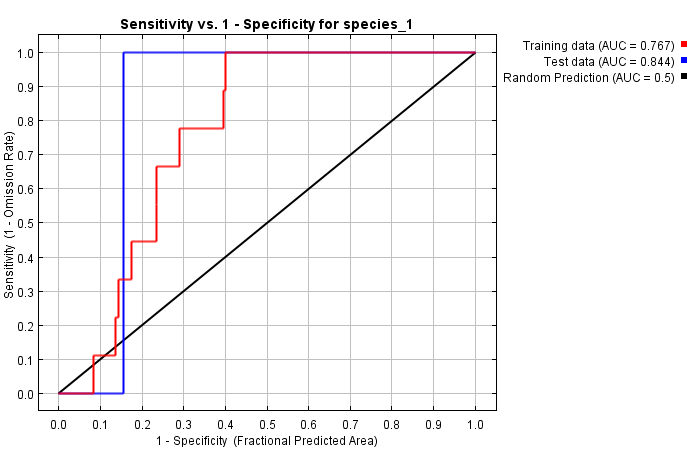 Sensitivity vs. 1 - Specificity for species_1
Training data (AUC = 0.767)
Test data (AUC = 0.844)
Random Prediction (AUC = 0.5)
Sensitivity (1 - Omission Rate)
1.0
0.9
0.8
0.7
0.6
0.5
0.4
0.3
0.2
0.1
0.0
0.0 0.1 0.2 0.3 0.4 0.5 0.6 0.7 0.8 0.9 1.0
1 - Specificity (Fractional Predicted Area)